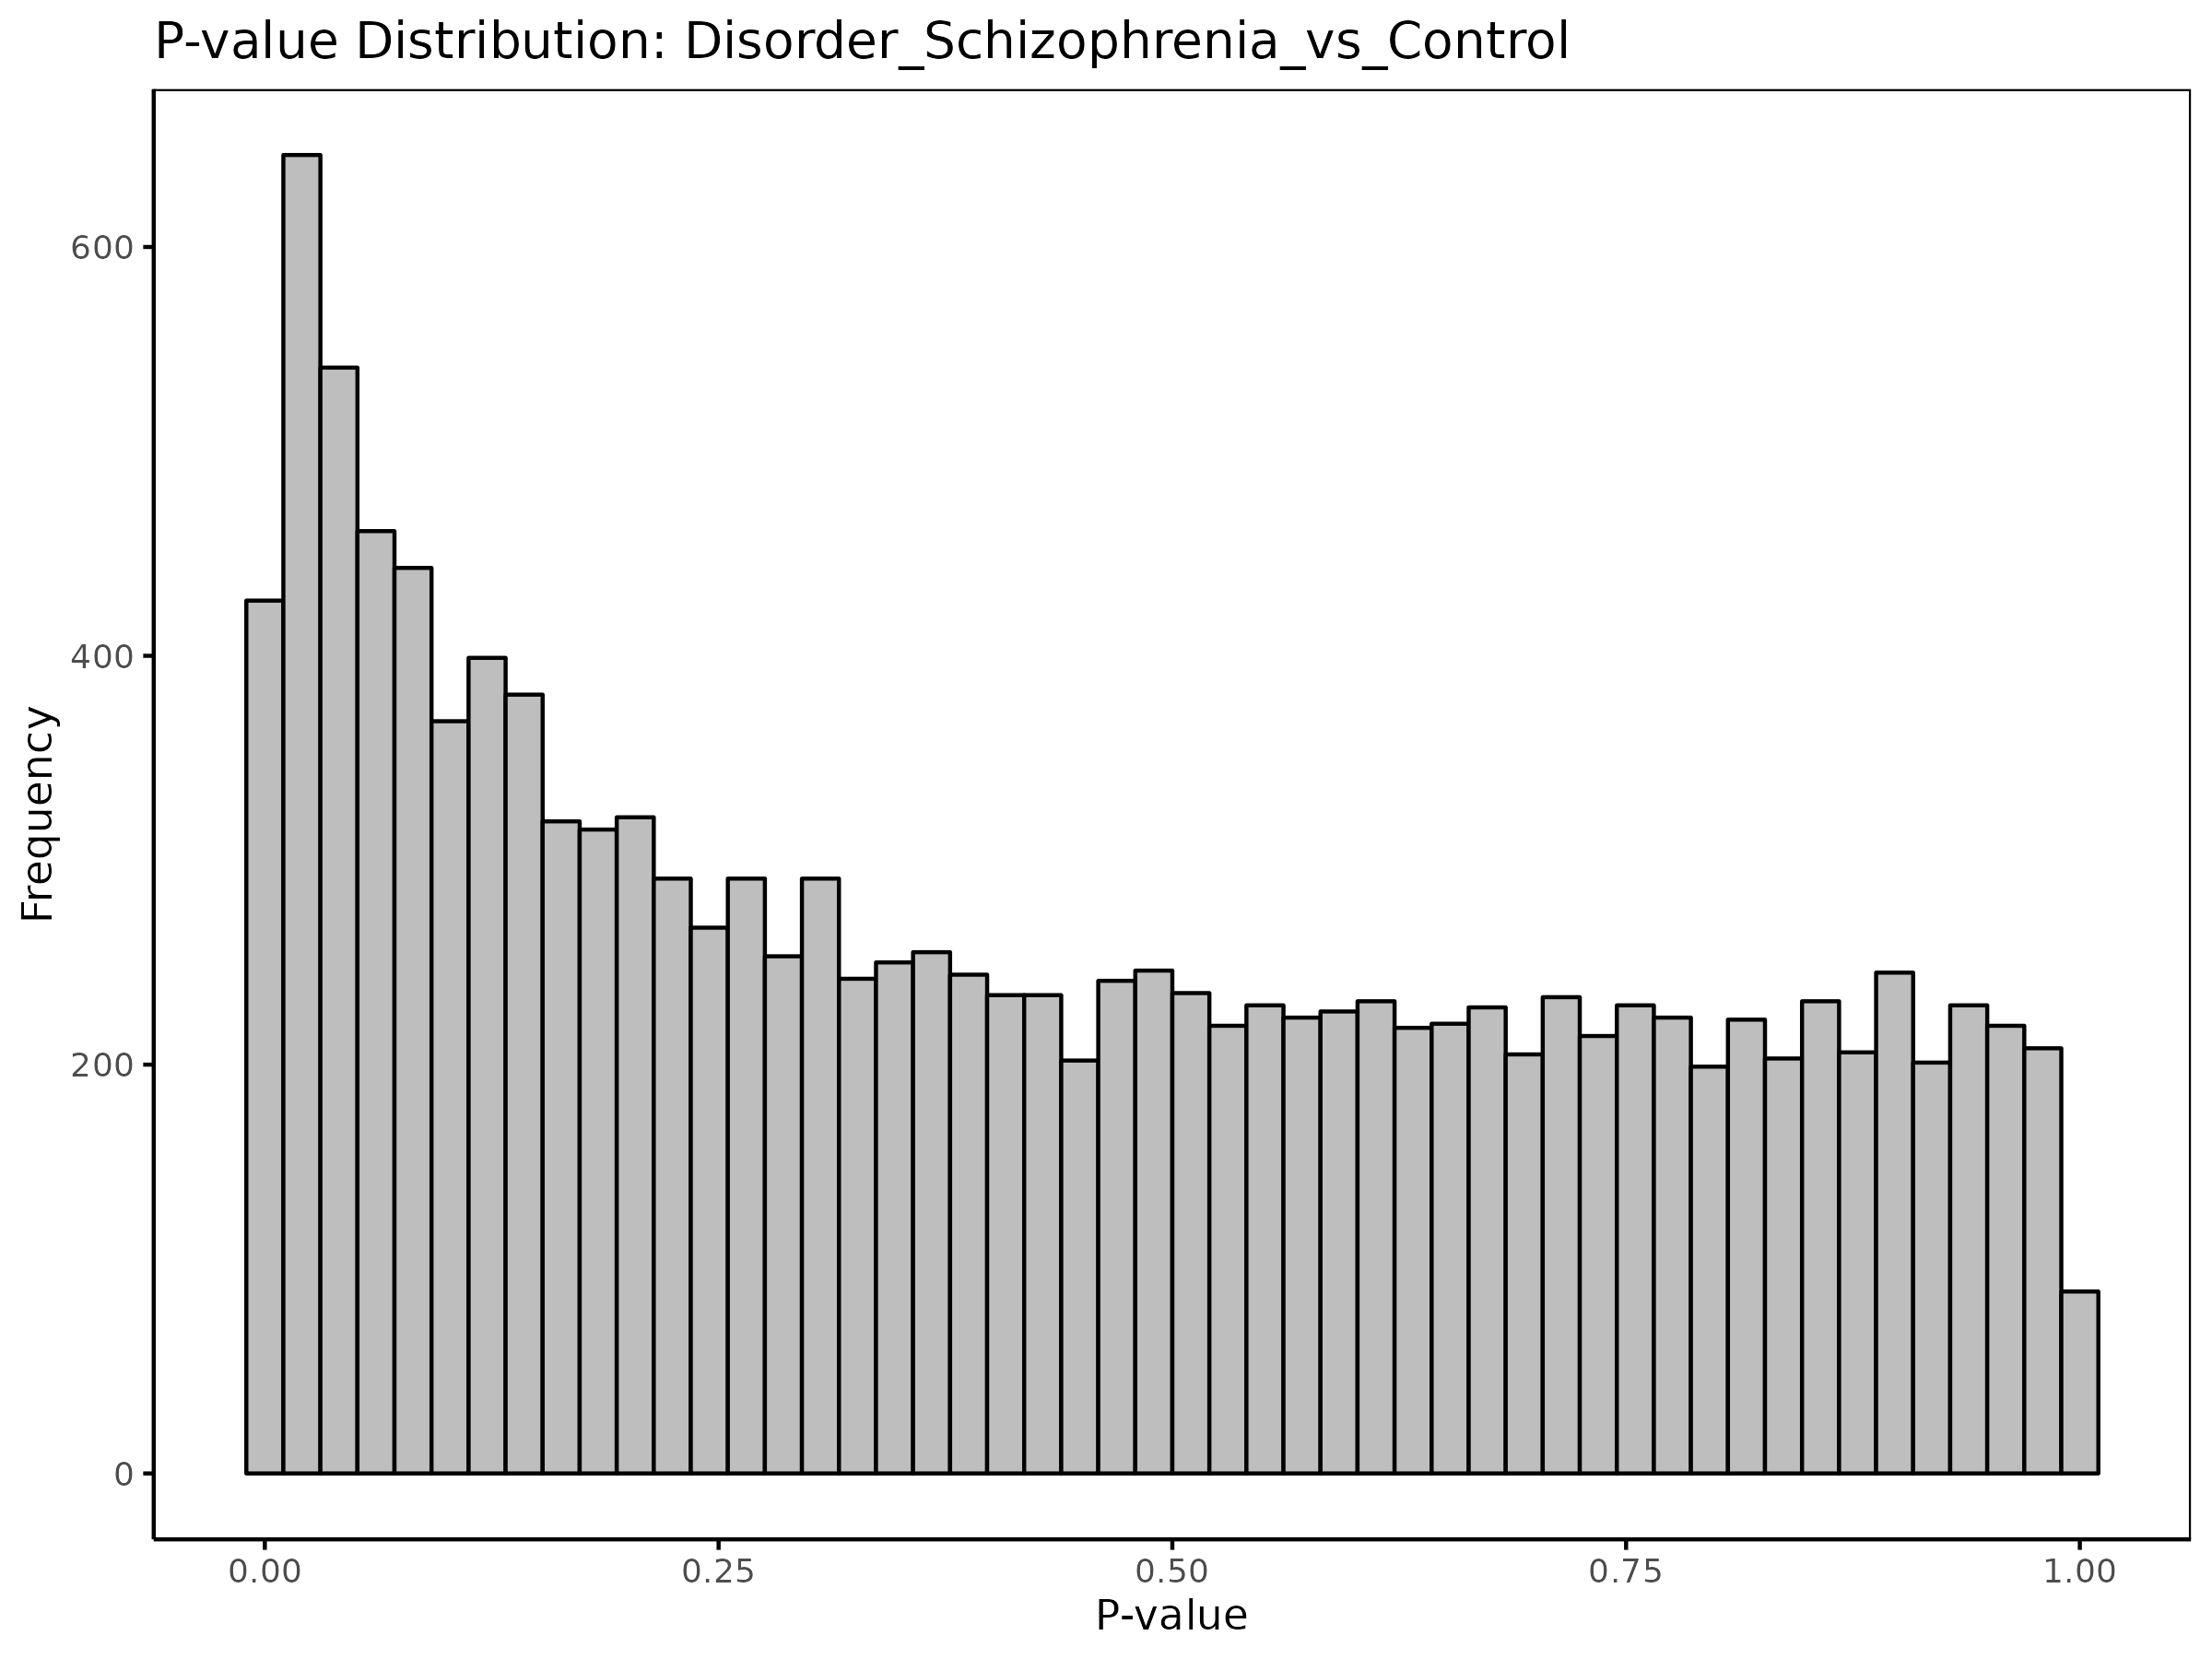 P-value Distribution: Disorder_Schizophrenia_vs_Control
Frequency
600
400
200
0
0.00 0.25 0.50 0.75 1.00
P-value